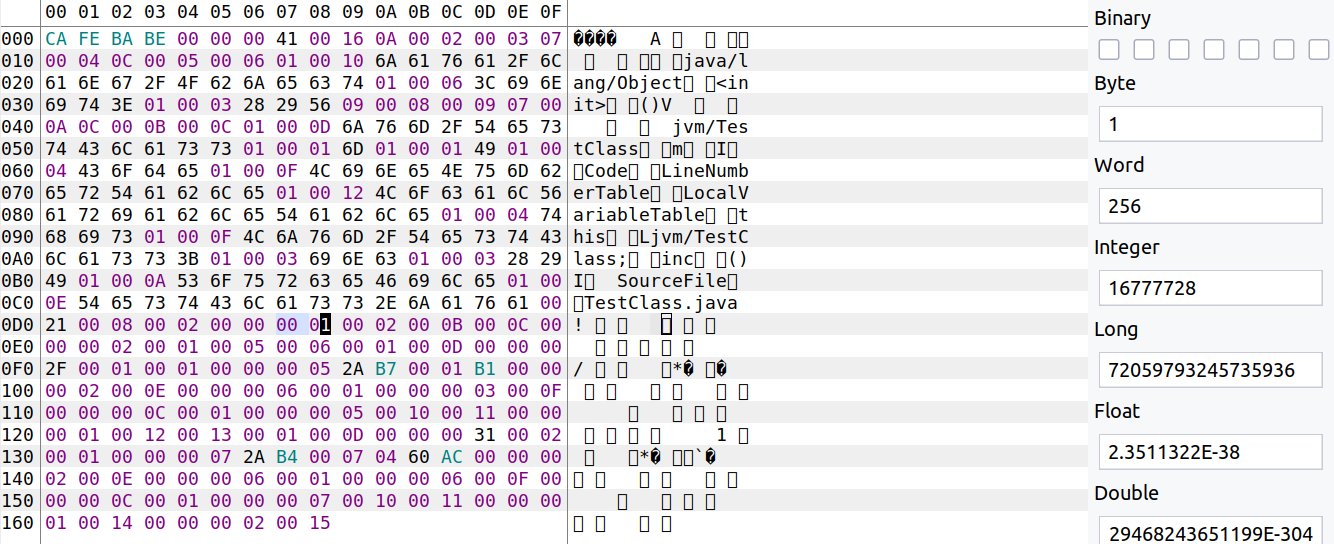 00 01 02 03 04 05 06 07 08 09 0A 0B 0C 0D 0E 0F
000 CA FE BA BE 00 00 00 41 00 16 0A 00 02 00 03 07 ���� A ▯ ▯ ▯▯
010 00 04 0C 00 05 00 06 01 00 10 6A 61 76 61 2F 6C ▯ ▯ ▯▯ ▯java/l
020 61 6E 67 2F 4F 62 6A 65 63 74 01 00 06 3C 69 6E ang/Object▯ ▯<in
030 69 74 3E 01 00 03 28 29 56 09 00 08 00 09 07 00 it>▯ ▯()V ▯ ▯
040 0A 0C 00 0B 00 0C 01 00 0D 6A 76 6D 2F 54 65 73 ▯ ▯ jvm/Tes
050 74 43 6C 61 73 73 01 00 01 6D 01 00 01 49 01 00 tClass▯ ▯m▯ ▯I▯
060 04 43 6F 64 65 01 00 0F 4C 69 6E 65 4E 75 6D 62 ▯Code▯ ▯LineNumb
070 65 72 54 61 62 6C 65 01 00 12 4C 6F 63 61 6C 56 erTable▯ ▯LocalV
080 61 72 69 61 62 6C 65 54 61 62 6C 65 01 00 04 74 ariableTable▯ ▯t
090 68 69 73 01 00 0F 4C 6A 76 6D 2F 54 65 73 74 43 his▯ ▯Ljvm/TestC
0A0 6C 61 73 73 3B 01 00 03 69 6E 63 01 00 03 28 29 lass;▯ ▯inc▯ ▯()
0B0 49 01 00 0A 53 6F 75 72 63 65 46 69 6C 65 01 00 I▯ SourceFile▯
0C0 0E 54 65 73 74 43 6C 61 73 73 2E 6A 61 76 61 00 ▯TestClass.java
0D0 21 00 08 00 02 00 00 00 01 00 02 00 0B 00 0C 00 ! ▯ ▯ ▯ ▯ ▯
0E0 00 00 02 00 01 00 05 00 06 00 01 00 0D 00 00 00 ▯ ▯ ▯ ▯ ▯
0F0 2F 00 01 00 01 00 00 00 05 2A B7 00 01 B1 00 00 / ▯ ▯ ▯*� ▯�
100 00 02 00 0E 00 00 00 06 00 01 00 00 00 03 00 0F ▯ ▯ ▯ ▯ ▯ ▯
110 00 00 00 0C 00 01 00 00 00 05 00 10 00 11 00 00 ▯ ▯ ▯ ▯
120 00 01 00 12 00 13 00 01 00 0D 00 00 00 31 00 02 ▯ ▯ ▯ ▯ 1 ▯
130 00 01 00 00 00 07 2A B4 00 07 04 60 AC 00 00 00 ▯ ▯*� ▯▯`�
140 02 00 0E 00 00 00 06 00 01 00 00 00 06 00 0F 00 ▯ ▯ ▯ ▯ ▯ ▯
150 00 00 0C 00 01 00 00 00 07 00 10 00 11 00 00 00 ▯ ▯ ▯ ▯
160 01 00 14 00 00 00 02 00 15 ▯ ▯ ▯ ▯
Binary
Byte
1
Word
256
Integer
16777728
Long
72059793245735936
Float
2.3511322E-38
Double
29468243651199E-304